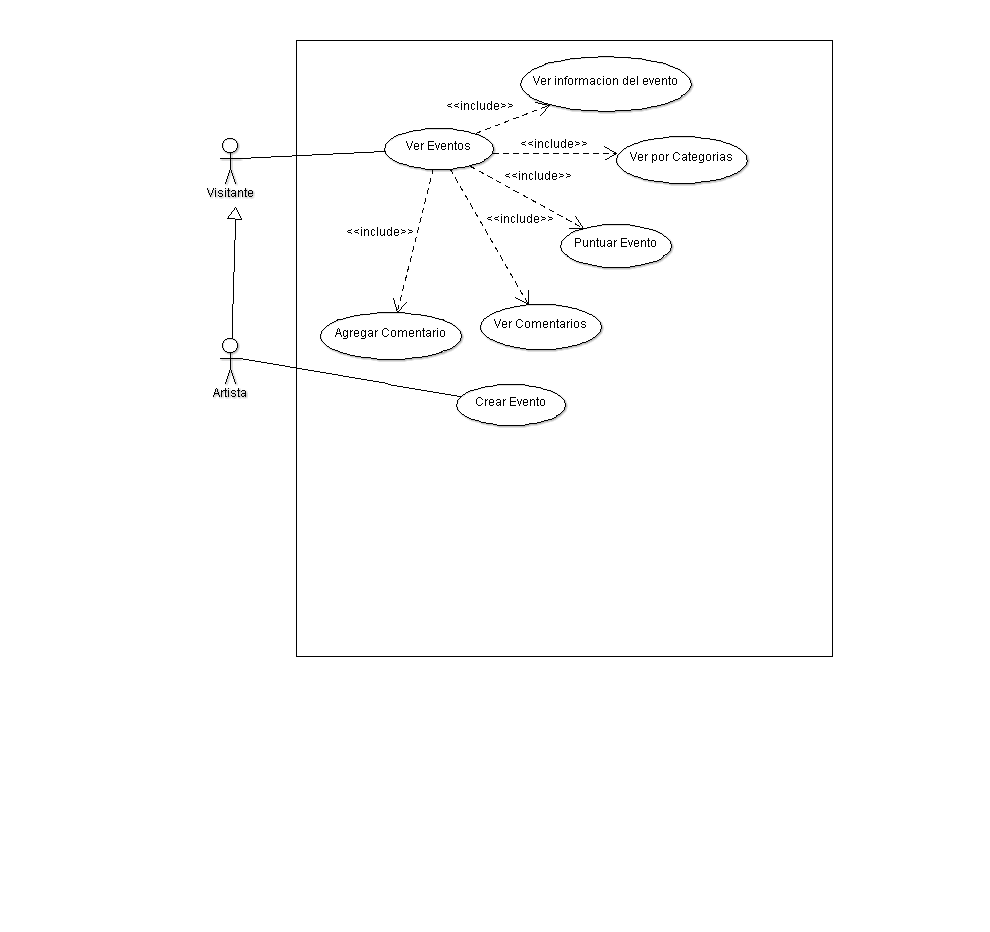 Ver informacion del evento
<<include>>
Ver Eventos
<<include>>
Ver por Categorias
<<include>>
Visitante
<<include>>
<<include>>
Puntuar Evento
Agregar Comentario
Ver Comentarios
Artista
Crear Evento